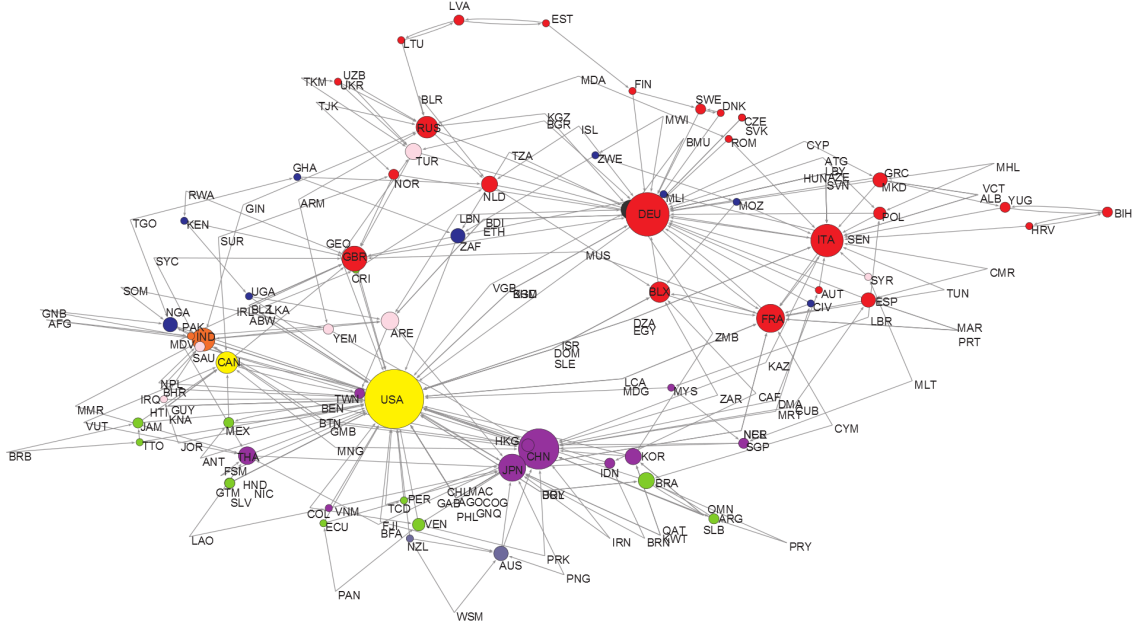 LVA
EST
LTU
UZB
TKM
UKR
MDA
FIN
BLR
SWE
DNK
TJK
RUS
KGZ
BGR
MWI
CZE
SVK
ISL
BMU
ROM
CYP
TUR
TZA
ZWE
ATG
LBY
HUN
AZE
SVN
GRC
MKD
MHL
GHA
NOR
NLD
MLI
MOZ
VCT
ALB
YUG
RWA
GIN
ARM
DEU
POL
BIH
TGO
KEN
LBN
BDI
ETH
ZAF
HRV
SUR
GEO
ITA
SEN
SYC
GBR
MUS
CRI
CMR
SYR
SOM
UGA
VGB
BLX
AUT
CIV
ESP
TUN
GNB
AFG
NGA
IRL
BLZ
LKA
ABW
FRA
LBR
PAK
IND
MDV
YEM
ARE
DZA
EGY
ZMB
MAR
PRT
SAU
CAN
ISR
DOM
SLE
KAZ
NPL
BHR
IRQ
TWN
USA
LCA
MDG
MYS
MLT
MMR
HTI
GUY
KNA
BEN
ZAR
CAF
DMA
MRT
CUB
VUT
JAM
MEX
BTN
GMB
CYM
BRB
TTO
JOR
MNG
HKG
CHN
SGP
ANT
THA
FSM
JPN
IDN
KOR
GTM
HND
NIC
SLV
PER
TCD
CHL
MAC
GAB
AGO
COG
GNQ
PHL
BRA
COL
VNM
ECU
FJI
BFA
VEN
OMN
ARG
SLB
LAO
NZL
AUS
IRN
BRN
QAT
KWT
PRY
PRK
PNG
PAN
WSM